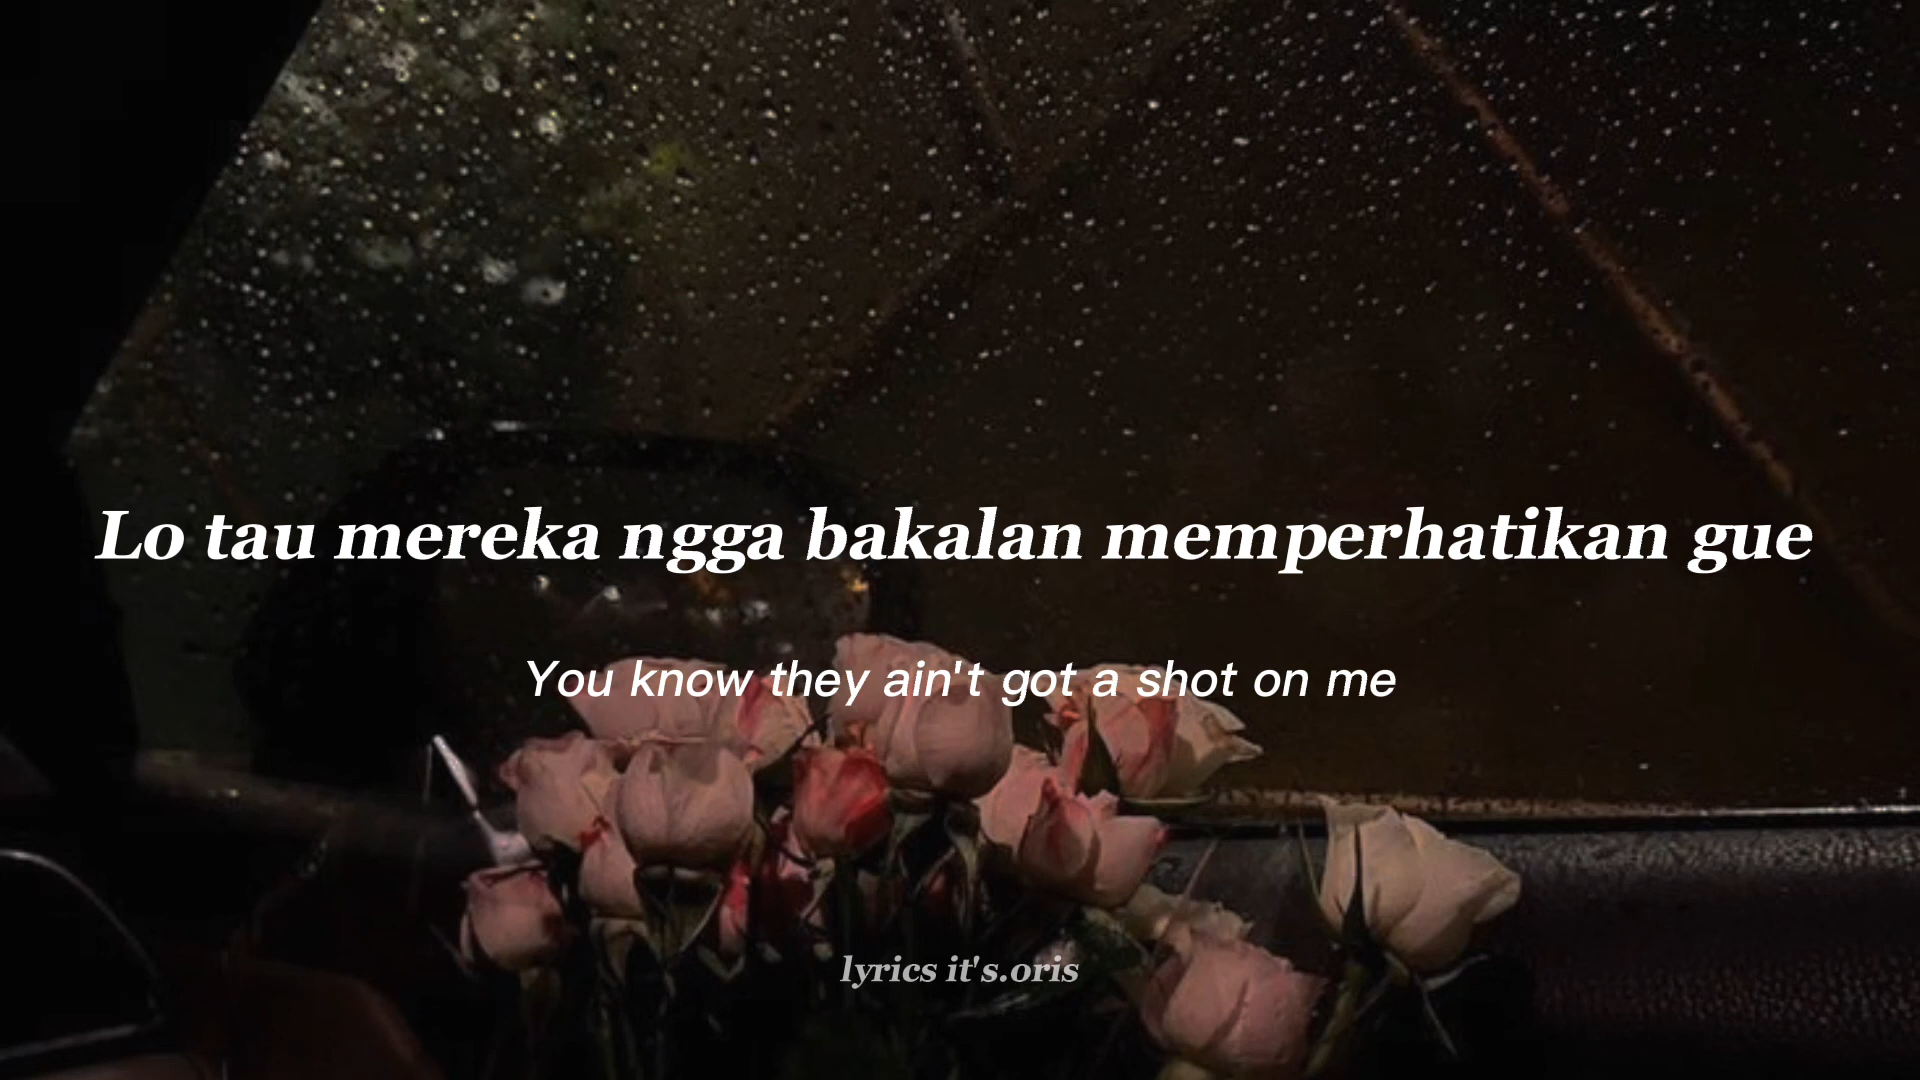 Lo tau mereka ngga bakalan memperhatikan gue
You know they ain't got a shot on me
lyrics it's.oris